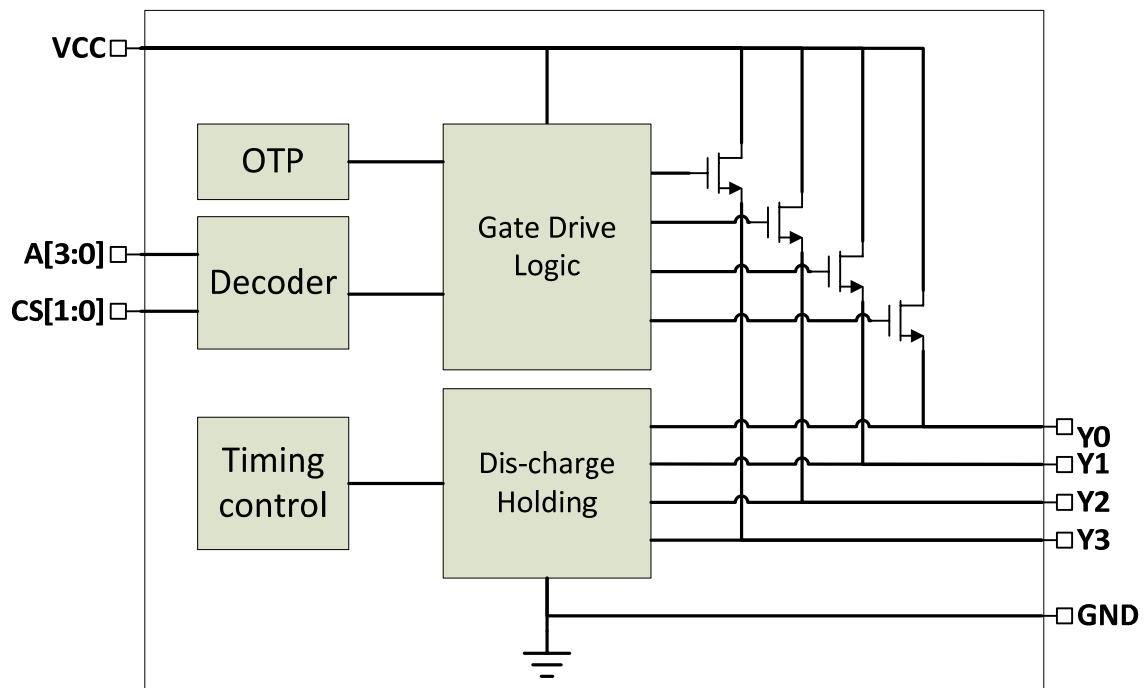 VCC
OTP
Gate Drive
Logic
A[3:0]
Decoder
CS[1:0]
Timing
control
Dis-charge
Holding
Y0
Y1
Y2
Y3
GND